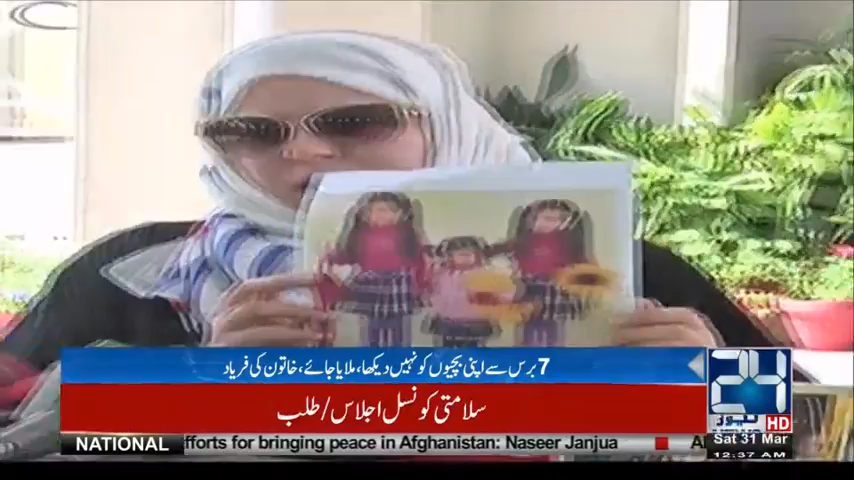 7 برس سے اپنی بچیوں کو نہیں دیکھا، ملایا جائے، خاتون کی فریاد
سلامتی کونسل اجلاس/طلب
24
نیوز HD
NATIONAL efforts for bringing peace in Afghanistan: Naseer Janjua
Sat 31 Mar
12:37 AM